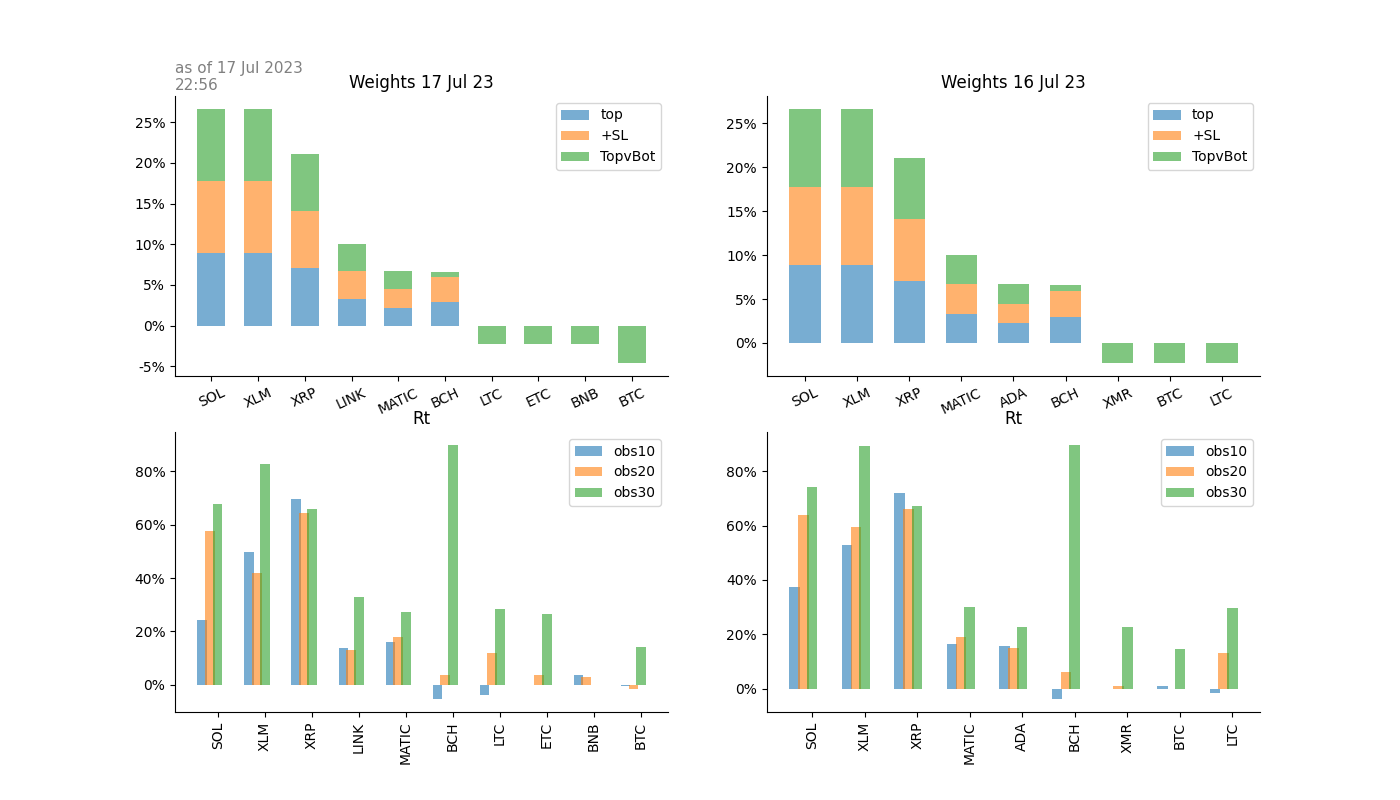 as of 17 Jul 2023
22:56
Weights 17 Jul 23
25%
20%
15%
10%
5%
0%
-5%
top
+SL
TopvBot
SOL XLM XRP LINK MATIC BCH LTC ETC BNB BTC
Weights 16 Jul 23
25%
20%
15%
10%
5%
0%
top
+SL
TopvBot
SOL XLM XRP MATIC ADA BCH XMR BTC LTC
Rt
80%
60%
40%
20%
0%
obs10
obs20
obs30
SOL XLM XRP LINK MATIC BCH LTC ETC BNB BTC
Rt
80%
60%
40%
20%
0%
obs10
obs20
obs30
SOL XLM XRP MATIC ADA BCH XMR BTC LTC